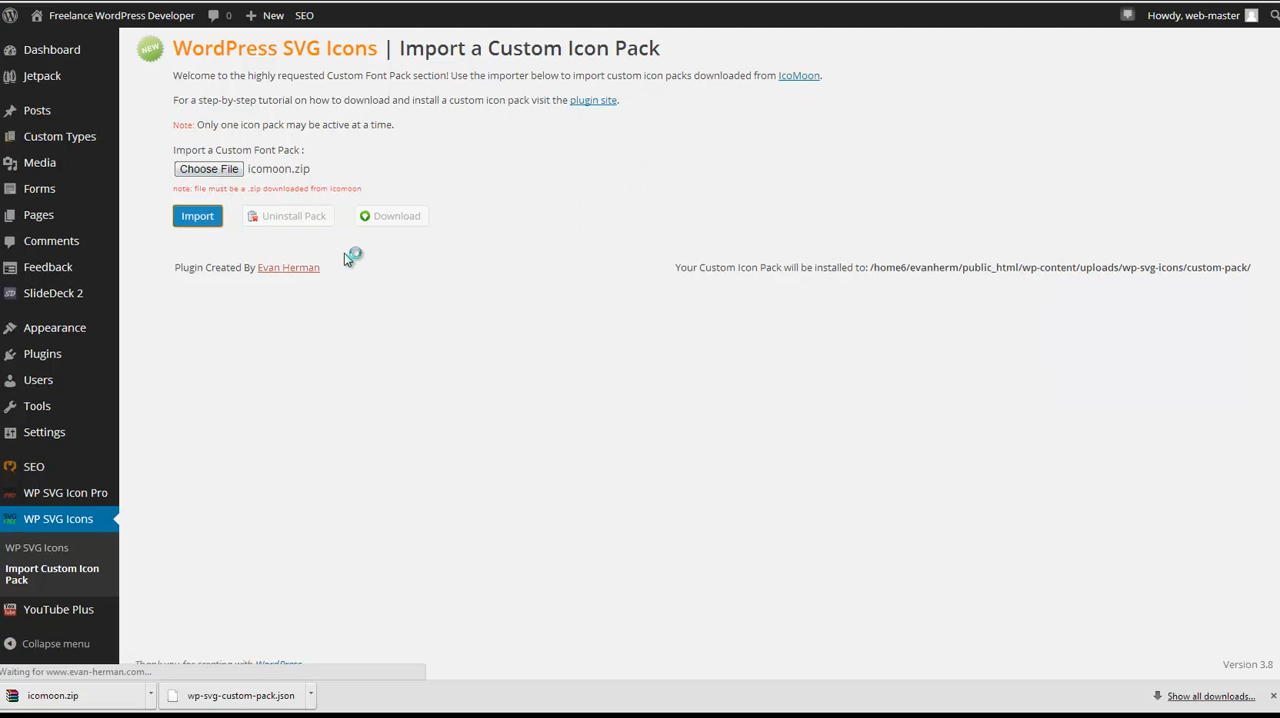 Freelance WordPress Developer 0 New SEO Howdy, web-master
Dashboard
Jetpack
Posts
Custom Types
Media
Forms
Pages
Comments
Feedback
SlideDeck 2
Appearance
Plugins
Users
Tools
Settings
SEO
WP SVG Icon Pro
WP SVG Icons
WP SVG Icons
Import Custom Icon
Pack
YouTube Plus
Collapse menu
NEW
WordPress SVG Icons | Import a Custom Icon Pack
Welcome to the highly requested Custom Font Pack section! Use the importer below to import custom icon packs downloaded from IcoMoon.
For a step-by-step tutorial on how to download and install a custom icon pack visit the plugin site.
Note: Only one icon pack may be active at a time.
Import a Custom Font Pack :
Choose File icomoon.zip
note: file must be a .zip downloaded from icomoon
Import Uninstall Pack Download
Plugin Created By Evan Herman Your Custom Icon Pack will be installed to: /home6/evanherm/public_html/wp-content/uploads/wp-svg-icons/custom-pack/
Thank you for creating with WordPress. Version 3.8
Waiting for www.evan-herman.com...
icomoon.zip wp-svg-custom-pack.json Show all downloads...